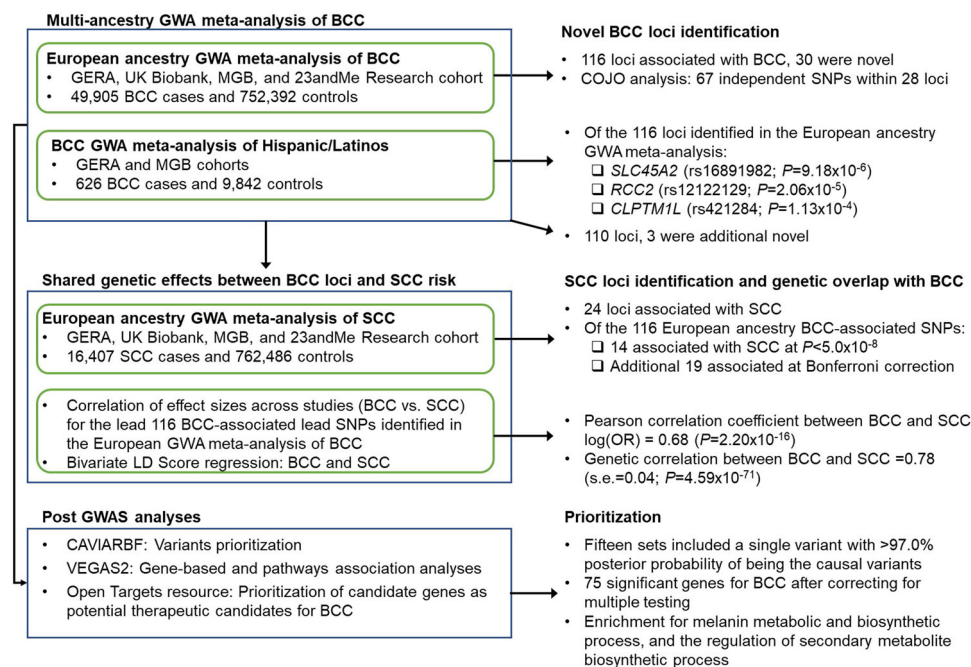 Multi-ancestry GWA meta-analysis of BCC
European ancestry GWA meta-analysis of BCC
• GERA, UK Biobank, MGB, and 23andMe Research cohort
• 49,905 BCC cases and 752,392 controls
BCC GWA meta-analysis of Hispanic/Latinos
• GERA and MGB cohorts
• 626 BCC cases and 9,842 controls
Novel BCC loci identification
• 116 loci associated with BCC, 30 were novel
• COJO analysis: 67 independent SNPs within 28 loci
• Of the 116 loci identified in the European ancestry
GWA meta-analysis:
❑ SLC45A2 (rs16891982; P=9.18x10⁻⁶)
❑ RCC2 (rs12122129; P=2.06x10⁻⁵)
❑ CLPTM1L (rs421284; P=1.13x10⁻⁴)
• 110 loci, 3 were additional novel
Shared genetic effects between BCC loci and SCC risk
European ancestry GWA meta-analysis of SCC
• GERA, UK Biobank, MGB, and 23andMe Research cohort
• 16,407 SCC cases and 762,486 controls
• Correlation of effect sizes across studies (BCC vs. SCC)
for the lead 116 BCC-associated lead SNPs identified in
the European GWA meta-analysis of BCC
• Bivariate LD Score regression: BCC and SCC
SCC loci identification and genetic overlap with BCC
• 24 loci associated with SCC
• Of the 116 European ancestry BCC-associated SNPs:
❑ 14 associated with SCC at P<5.0x10⁻⁸
❑ Additional 19 associated at Bonferroni correction
• Pearson correlation coefficient between BCC and SCC
log(OR) = 0.68 (P=2.20x10⁻¹⁶)
• Genetic correlation between BCC and SCC =0.78
(s.e.=0.04; P=4.59x10⁻⁷¹)
Post GWAS analyses
• CAVIARBF: Variants prioritization
• VEGAS2: Gene-based and pathways association analyses
• Open Targets resource: Prioritization of candidate genes as
potential therapeutic candidates for BCC
Prioritization
• Fifteen sets included a single variant with >97.0%
posterior probability of being the causal variants
• 75 significant genes for BCC after correcting for
multiple testing
• Enrichment for melanin metabolic and biosynthetic
process, and the regulation of secondary metabolite
biosynthetic process